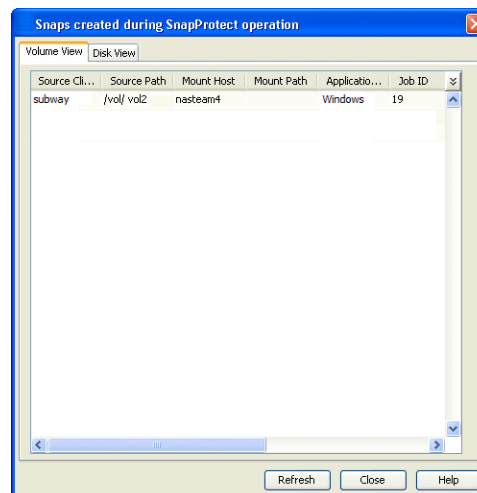 Snaps created during SnapProtect operation
Volume View Disk View
Source Cli... Source Path Mount Host Mount Path Applicatio... Job ID
subway /vol/ vol2 nasteam4 Windows 19
Refresh Close Help